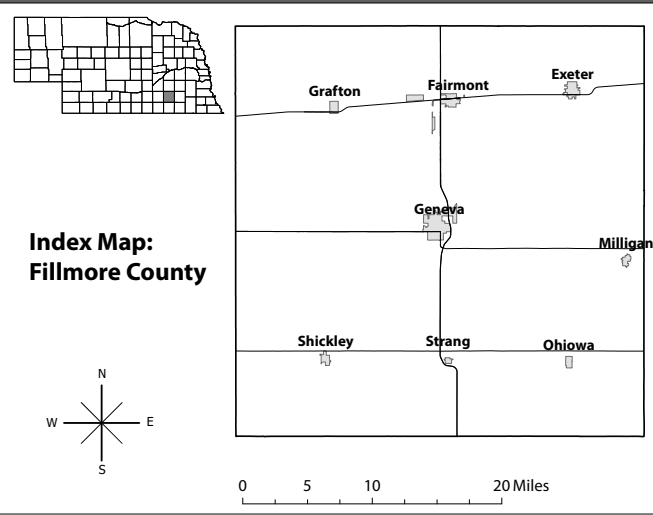 Grafton
Fairmont
Exeter
Geneva
Milligan
Index Map:
Fillmore County
Shickley
Strang
Ohiowa
N
W
E
S
0 5 10 20 Miles